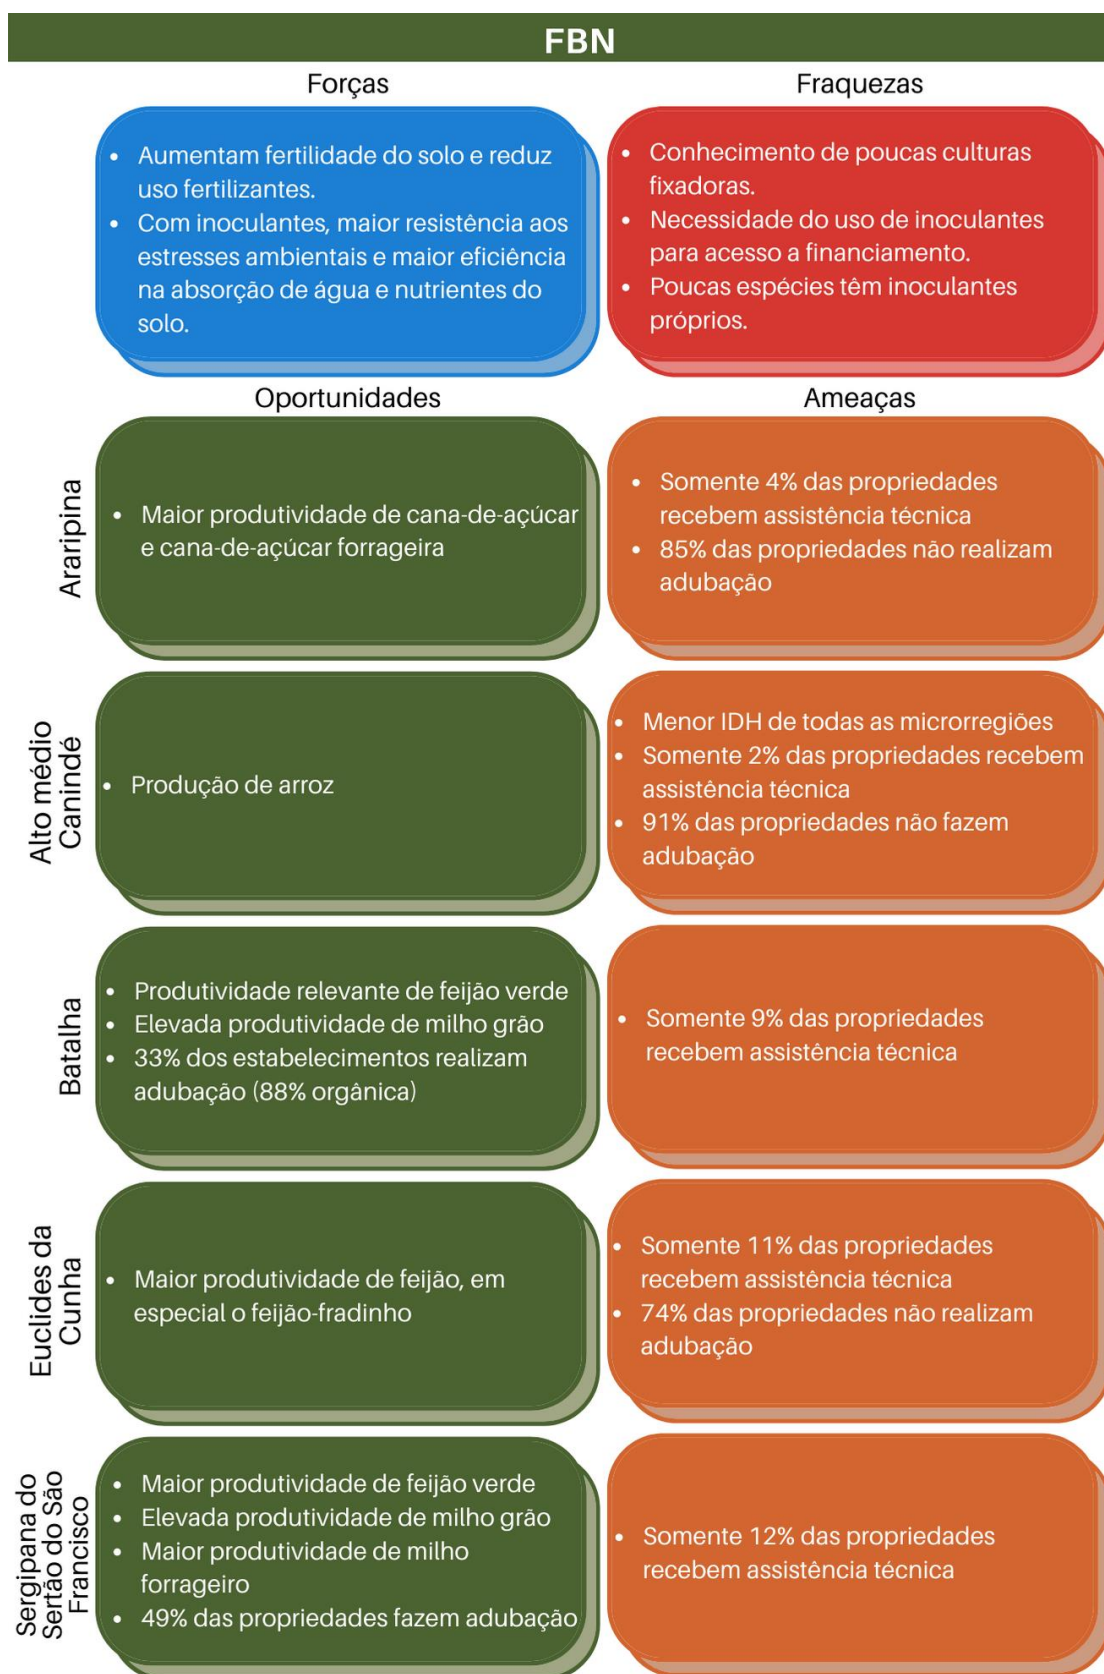 FBN
Forças
• Aumentam fertilidade do solo e reduz
uso fertilizantes.
• Com inoculantes, maior resistência aos
estresses ambientais e maior eficiência
na absorção de água e nutrientes do
solo.
Fraquezas
• Conhecimento de poucas culturas
fixadoras.
• Necessidade do uso de inoculantes
para acesso a financiamento.
• Poucas espécies têm inoculantes
próprios.
Oportunidades
Ameaças
Araripina
• Maior produtividade de cana-de-açúcar
e cana-de-açúcar forrageira
• Somente 4% das propriedades
recebem assistência técnica
• 85% das propriedades não realizam
adubação
Alto médio
Canindé
• Produção de arroz
• Menor IDH de todas as microrregiões
• Somente 2% das propriedades recebem
assistência técnica
• 91% das propriedades não fazem
adubação
Batalha
• Produtividade relevante de feijão verde
• Elevada produtividade de milho grão
• 33% dos estabelecimentos realizam
adubação (88% orgânica)
• Somente 9% das propriedades
recebem assistência técnica
Euclides da
Cunha
• Maior produtividade de feijão, em
especial o feijão-fradinho
• Somente 11% das propriedades
recebem assistência técnica
• 74% das propriedades não realizam
adubação
Sergipana do
Sertão do São
Francisco
• Maior produtividade de feijão verde
• Elevada produtividade de milho grão
• Maior produtividade de milho
forrageiro
• 49% das propriedades fazem adubação
• Somente 12% das propriedades
recebem assistência técnica